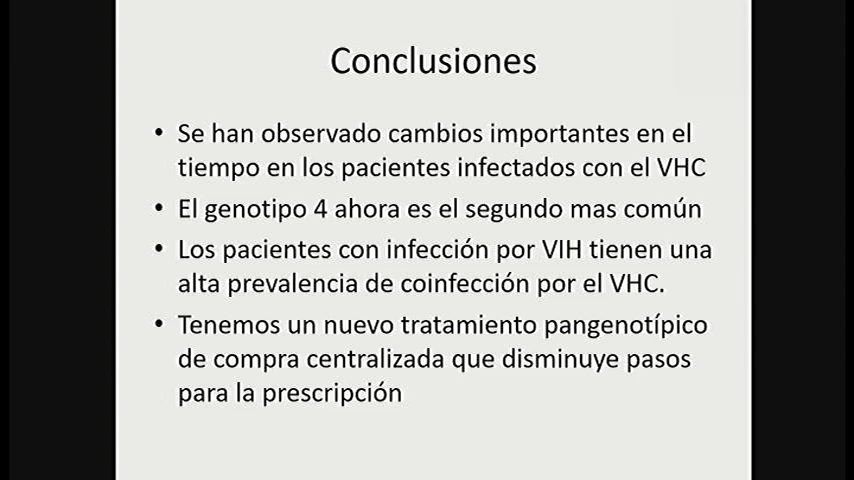 Conclusiones
• Se han observado cambios importantes en el
tiempo en los pacientes infectados con el VHC
• El genotipo 4 ahora es el segundo mas común
• Los pacientes con infección por VIH tienen una
alta prevalencia de coinfección por el VHC.
• Tenemos un nuevo tratamiento pangenotípico
de compra centralizada que disminuye pasos
para la prescripción